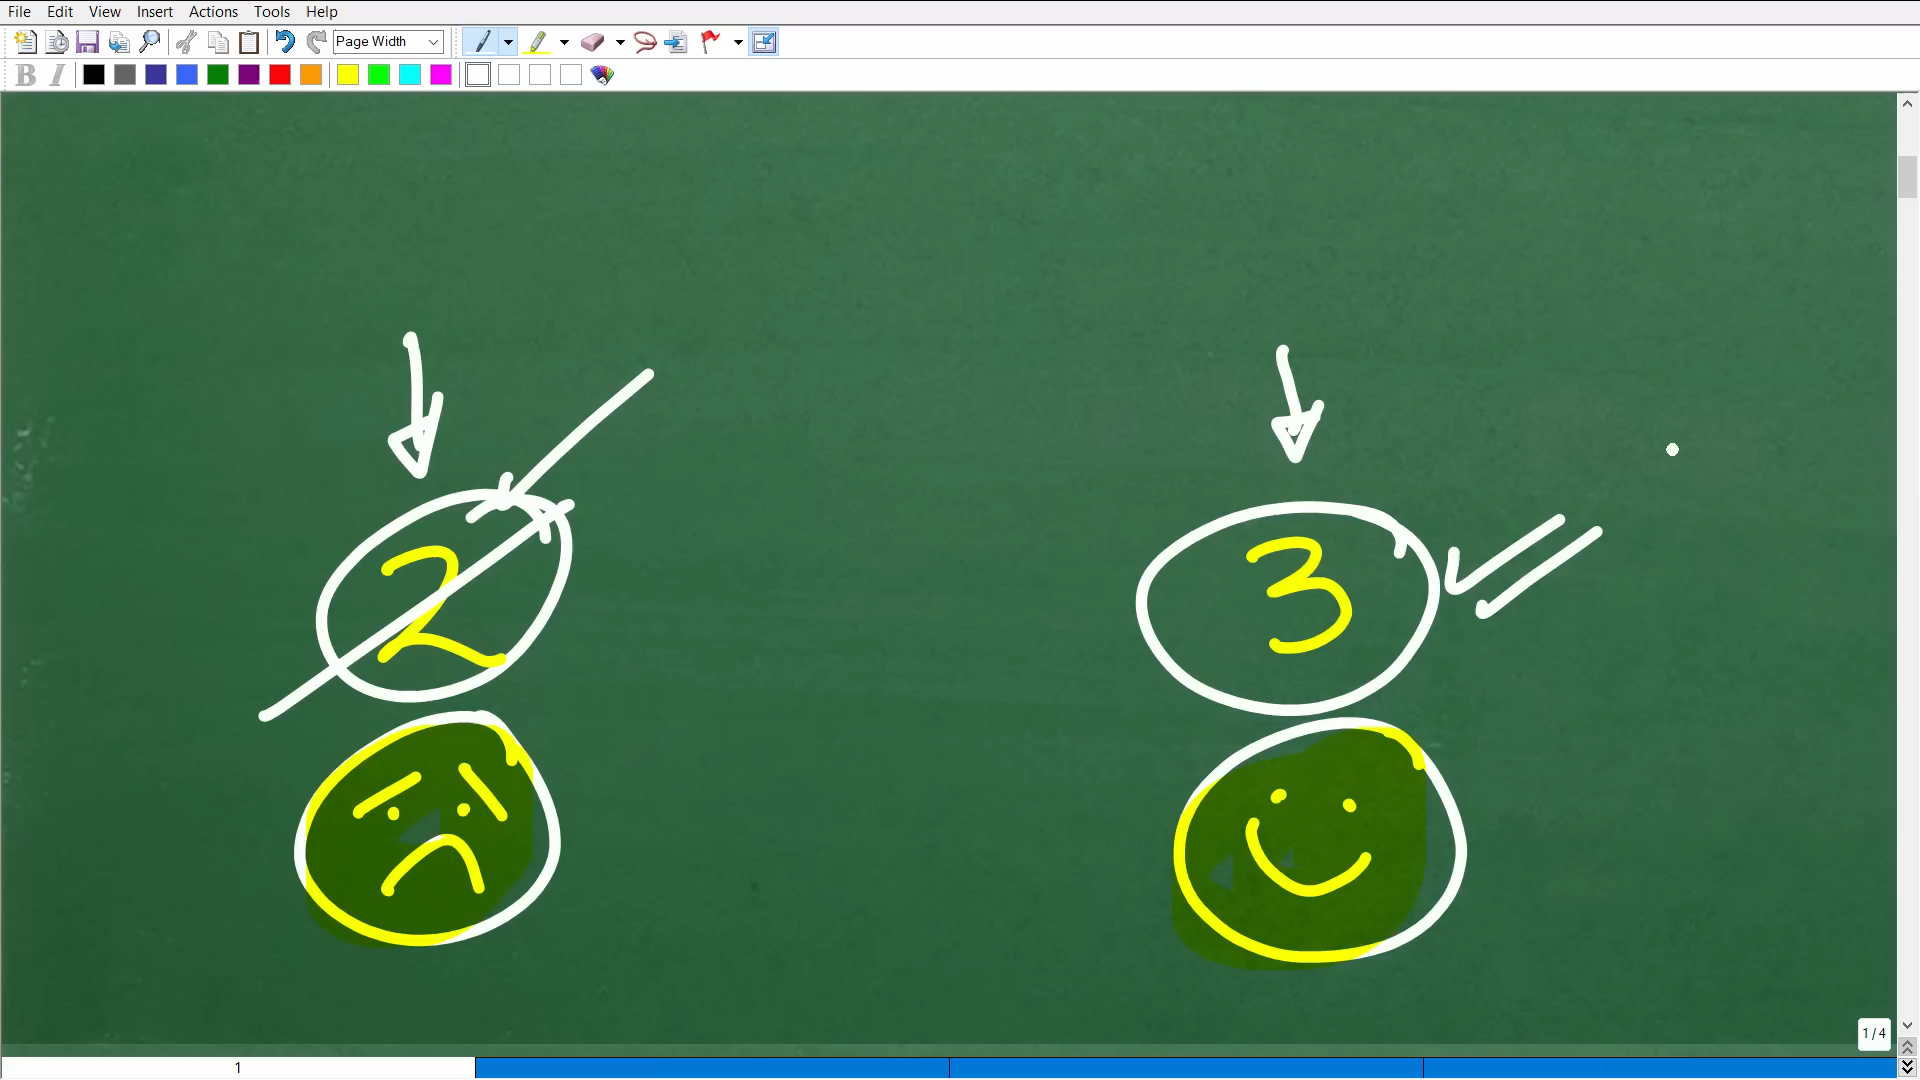 File Edit View Insert Actions Tools Help
Page Width
B I
2 3
1 / 4
1